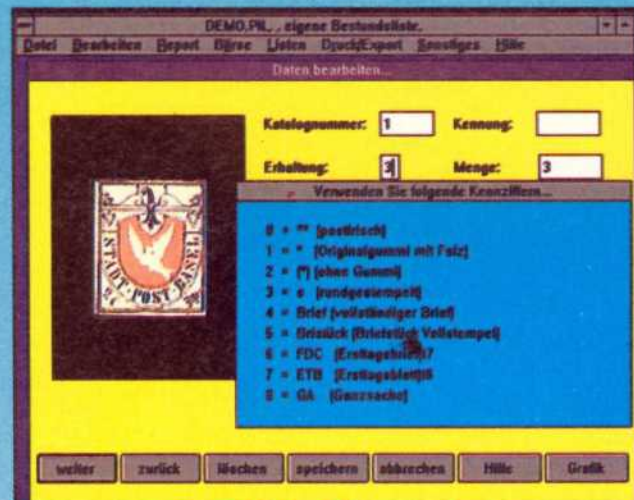 DEMO.PIL, . eigene Bestandsliste.
Datei Bearbeiten Report Börse Listen Druck/Export Sonstiges Hilfe
Daten bearbeiten...
Katalognummer: 1 Kennung:
Erhaltung: 3 Menge: 3
Verwenden Sie folgende Kennziffern...
0 = ** (postfrisch)
1 = * (Originalgummi mit Falz)
2 = (*) (ohne Gummi)
3 = o (rundgestempelt)
4 = Brief (vollständiger Brief)
5 = Briefstück (Briefstück Vollstempel)
6 = FDC (Ersttagsbrief)
7 = ETB (Ersttagsblatt)
8 = GA (Ganzsache)
STADT-POST-BASEL
weiter zurück löschen speichern abbrechen Hilfe Grafik